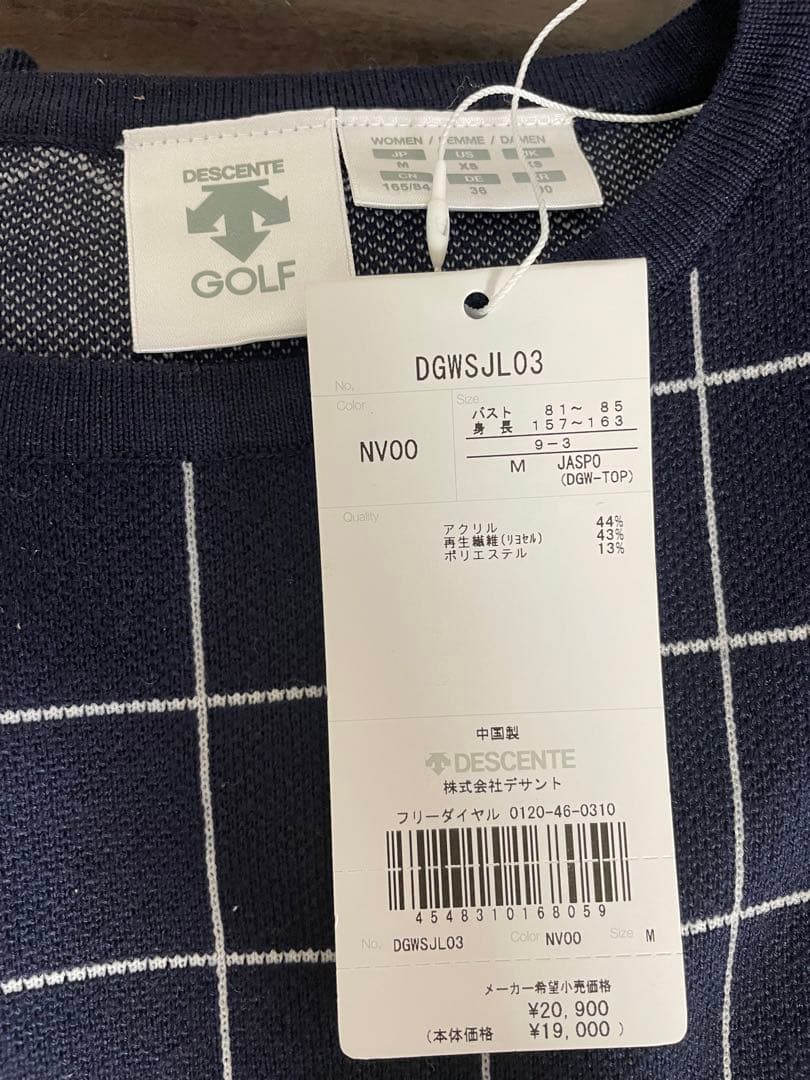 DESCENTE
GOLF
WOMEN / FEMME / DAMEN
JP US UK
M XS
CN DE FR
165/84 36
No. DGWSJL03
Color NV00
Size
バスト 81～ 85
身長 157～163
9-3
M JASPO
(DGW-TOP)
Quality
アクリル 44%
再生繊維(リヨセル) 43%
ポリエステル 13%
中国製
DESCENTE
株式会社デサント
フリーダイヤル 0120-46-0310
4548310168059
No. DGWSJL03 Color NV00 Size M
メーカー希望小売価格
¥20,900
(本体価格 ¥19,000 )